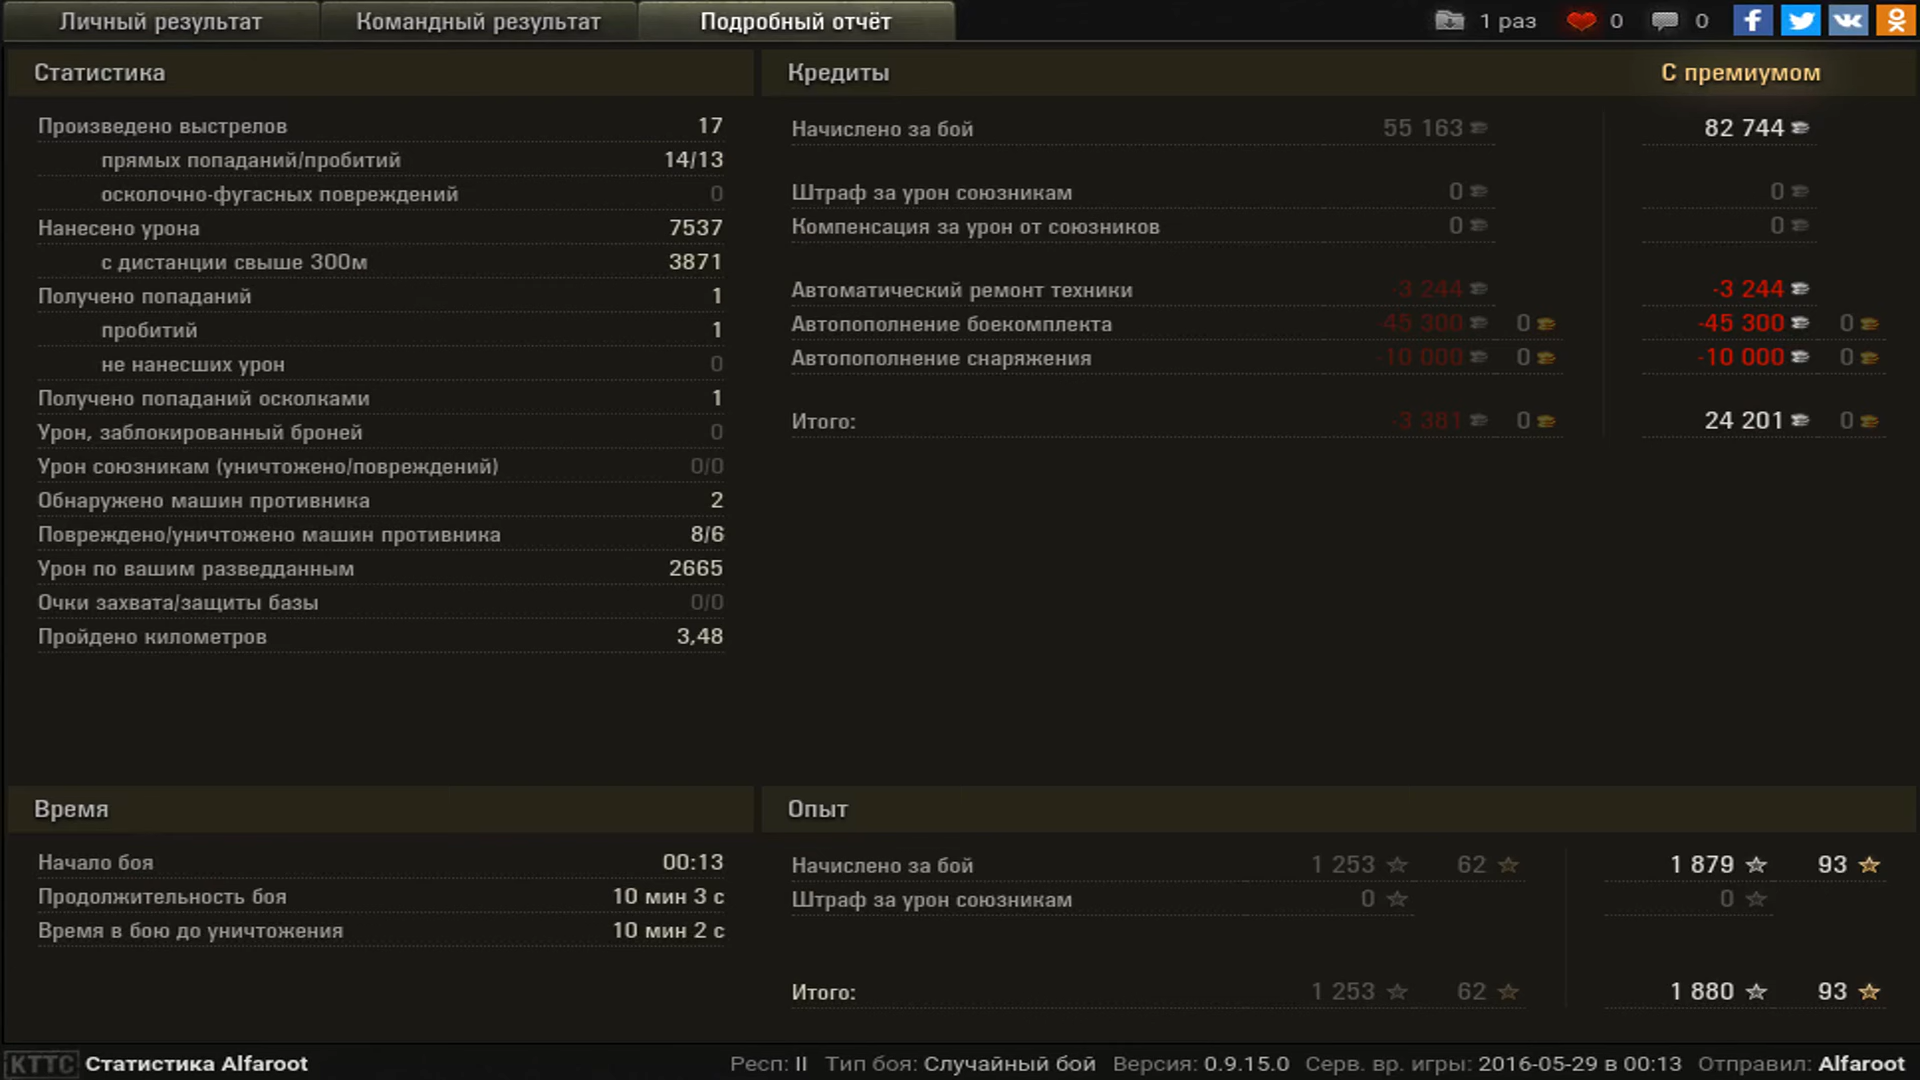 Личный результат
Командный результат
Подробный отчёт
1 раз
0
0
Статистика
Произведено выстрелов 17
прямых попаданий/пробитий 14/13
осколочно-фугасных повреждений 0
Нанесено урона 7537
с дистанции свыше 300м 3871
Получено попаданий 1
пробитий 1
не нанесших урон 0
Получено попаданий осколками 1
Урон, заблокированный броней 0
Урон союзникам (уничтожено/повреждений) 0/0
Обнаружено машин противника 2
Повреждено/уничтожено машин противника 8/6
Урон по вашим разведданным 2665
Очки захвата/защиты базы 0/0
Пройдено километров 3,48
Кредиты С премиумом
Начислено за бой 55 163 82 744
Штраф за урон союзникам 0 0
Компенсация за урон от союзников 0 0
Автоматический ремонт техники -3 244 -3 244
Автопополнение боекомплекта -45 300 0 -45 300 0
Автопополнение снаряжения -10 000 0 -10 000 0
Итого: -3 381 0 24 201 0
Время
Начало боя 00:13
Продолжительность боя 10 мин 3 с
Время в бою до уничтожения 10 мин 2 с
Опыт
Начислено за бой 1 253 62 1 879 93
Штраф за урон союзникам 0 0
Итого: 1 253 62 1 880 93
KTTC Статистика Alfaroot
Респ: II Тип боя: Случайный бой Версия: 0.9.15.0 Серв. вр. игры: 2016-05-29 в 00:13 Отправил: Alfaroot